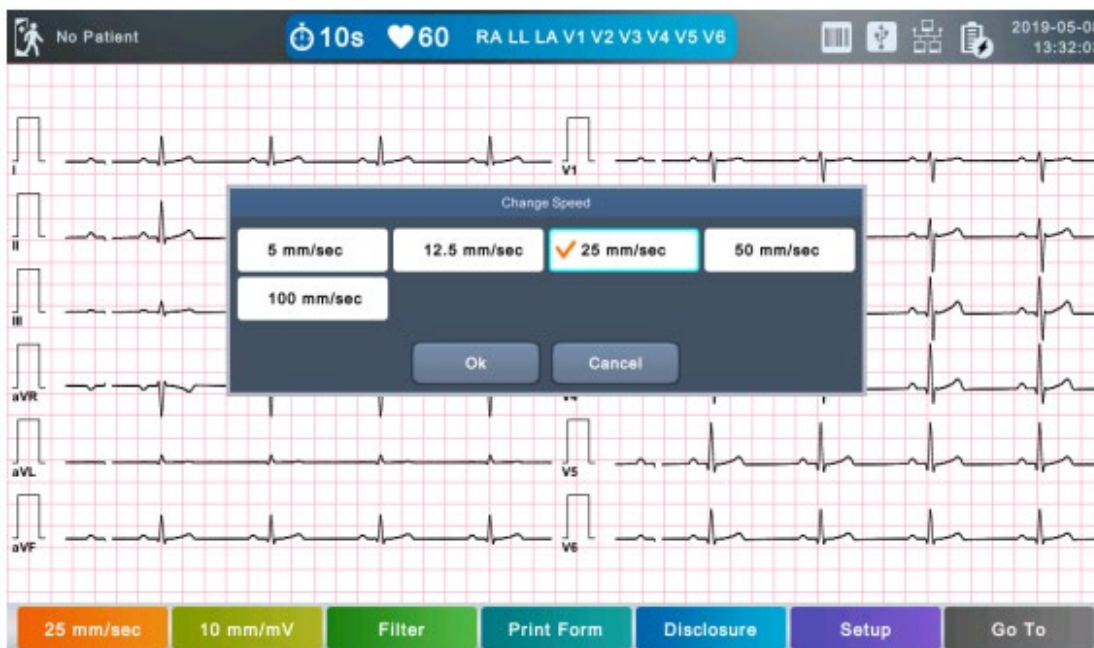 No Patient
10s
60
RA LL LA V1 V2 V3 V4 V5 V6
2019-05-08
13:32:03
I
V1
Change Speed
II
5 mm/sec
12.5 mm/sec
25 mm/sec
50 mm/sec
100 mm/sec
III
Ok
Cancel
aVR
aVL
V5
aVF
V6
25 mm/sec
10 mm/mV
Filter
Print Form
Disclosure
Setup
Go To